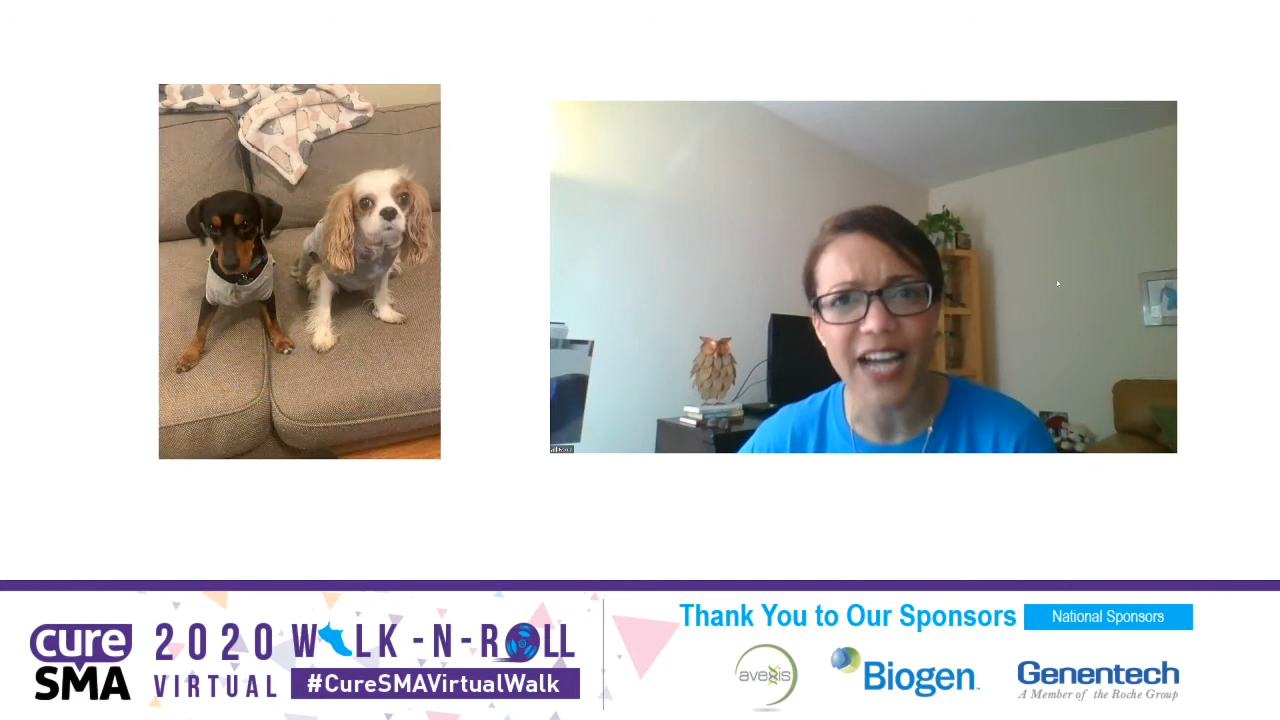 cure
SMA
2020 WALK-N-ROLL
VIRTUAL
#CureSMAVirtualWalk
Thank You to Our Sponsors
National Sponsors
avexis
Biogen
Genentech
A Member of the Roche Group